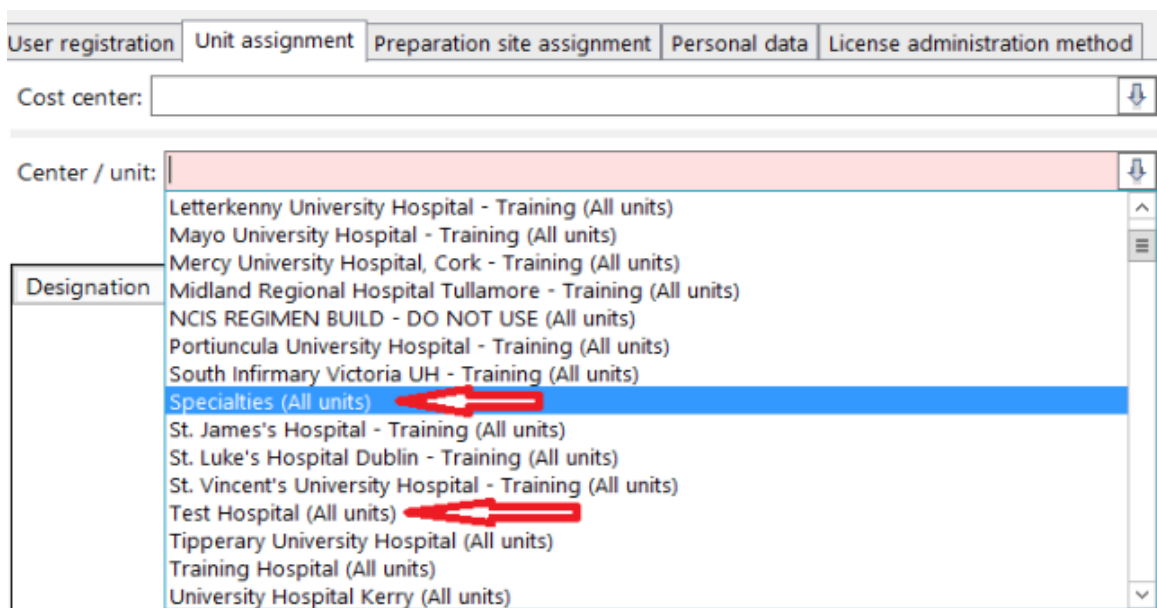 User registration Unit assignment Preparation site assignment Personal data License administration method
Cost center:
Center / unit:
Letterkenny University Hospital - Training (All units)
Mayo University Hospital - Training (All units)
Mercy University Hospital, Cork - Training (All units)
Designation
Midland Regional Hospital Tullamore - Training (All units)
NCIS REGIMEN BUILD - DO NOT USE (All units)
Portiuncula University Hospital - Training (All units)
South Infirmary Victoria UH - Training (All units)
Specialties (All units)
St. James's Hospital - Training (All units)
St. Luke's Hospital Dublin - Training (All units)
St. Vincent's University Hospital - Training (All units)
Test Hospital (All units)
Tipperary University Hospital (All units)
Training Hospital (All units)
University Hospital Kerry (All units)